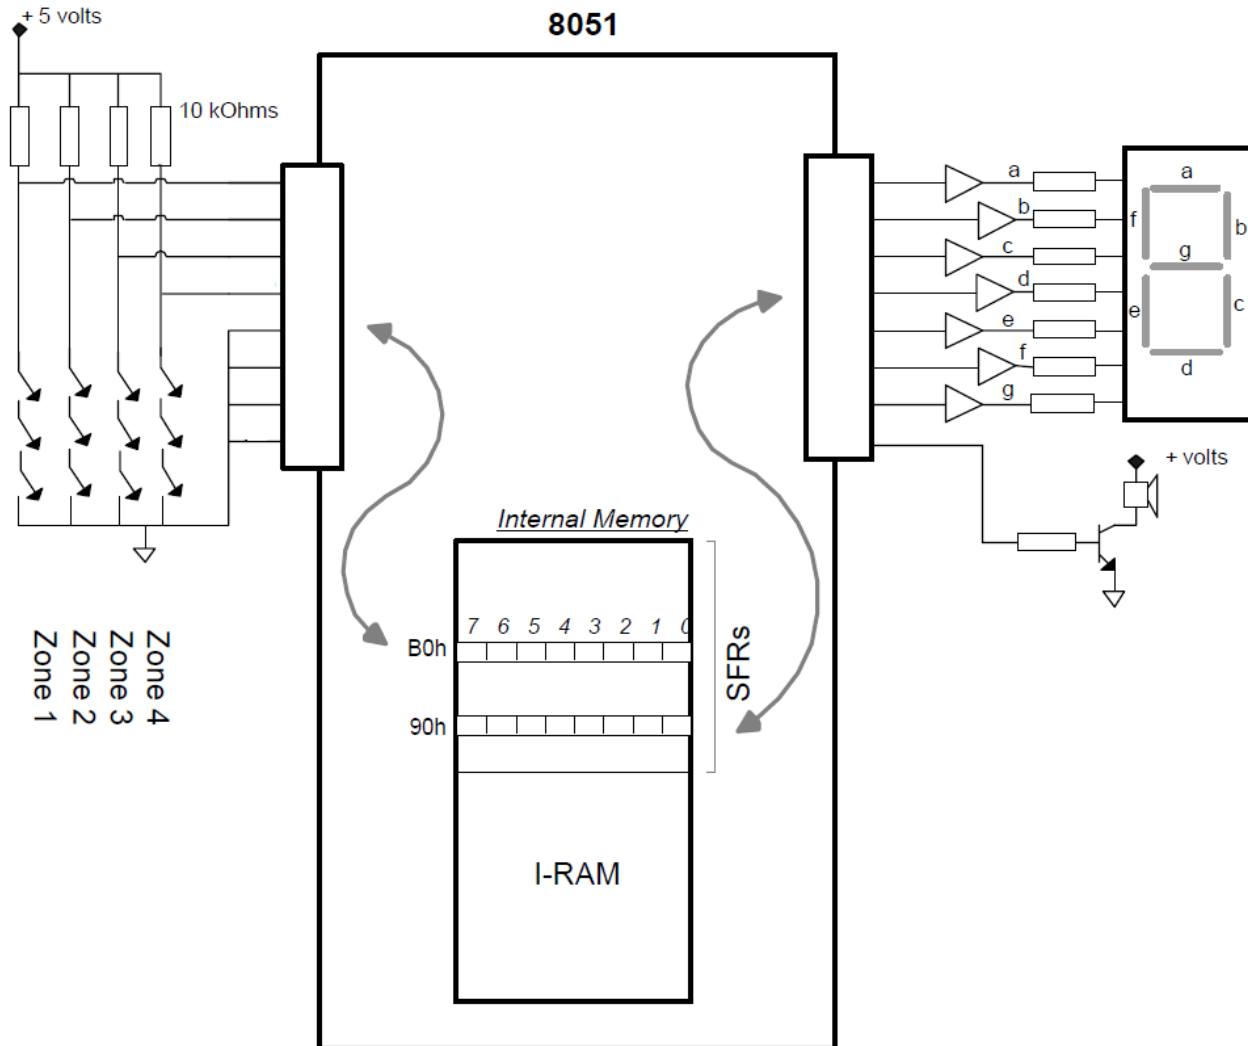 8051
+ 5 volts
10 kOhms
Zone 1
Zone 2
Zone 3
Zone 4
Internal Memory
7 6 5 4 3 2 1 0
B0h
90h
SFRs
I-RAM
a
b
c
d
e
f
g
a
f
b
g
e
c
d
+ volts